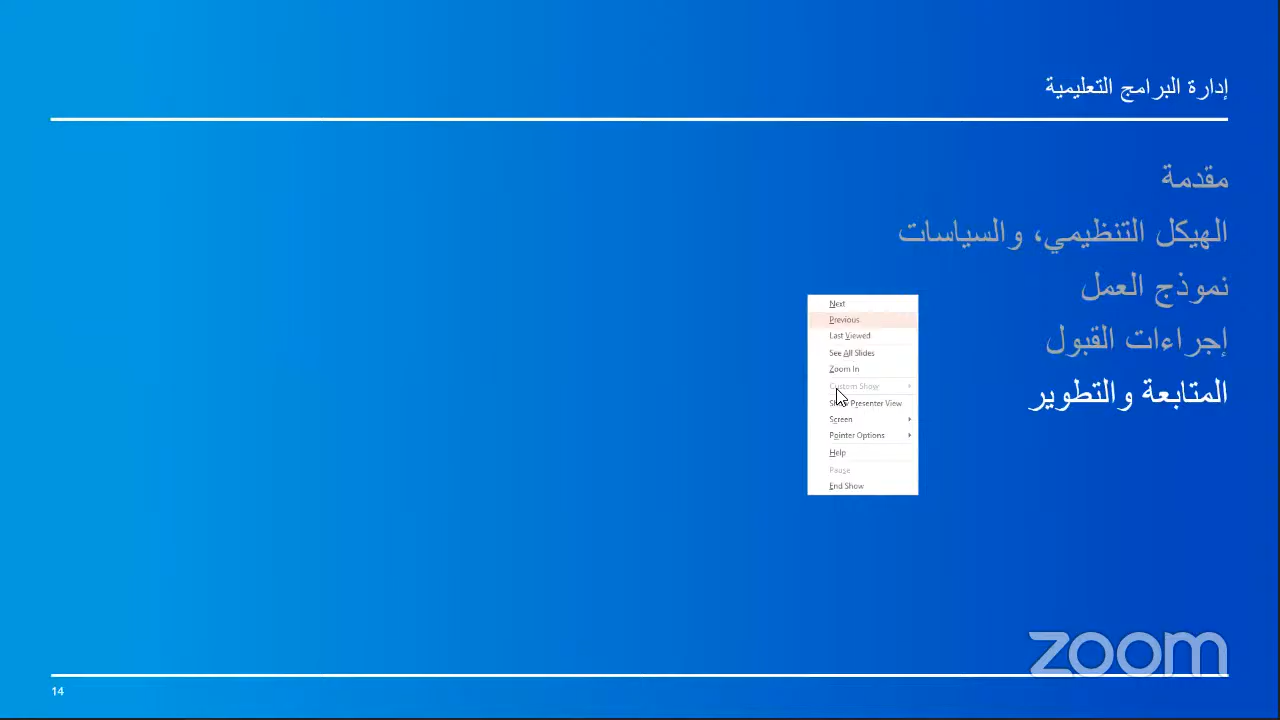 إدارة البرامج التعليمية
مقدمة
الهيكل التنظيمي، والسياسات
نموذج العمل
إجراءات القبول
المتابعة والتطوير
Next
Previous
Last Viewed
See All Slides
Zoom In
Custom Show
Show Presenter View
Screen
Pointer Options
Help
Pause
End Show
zoom
14